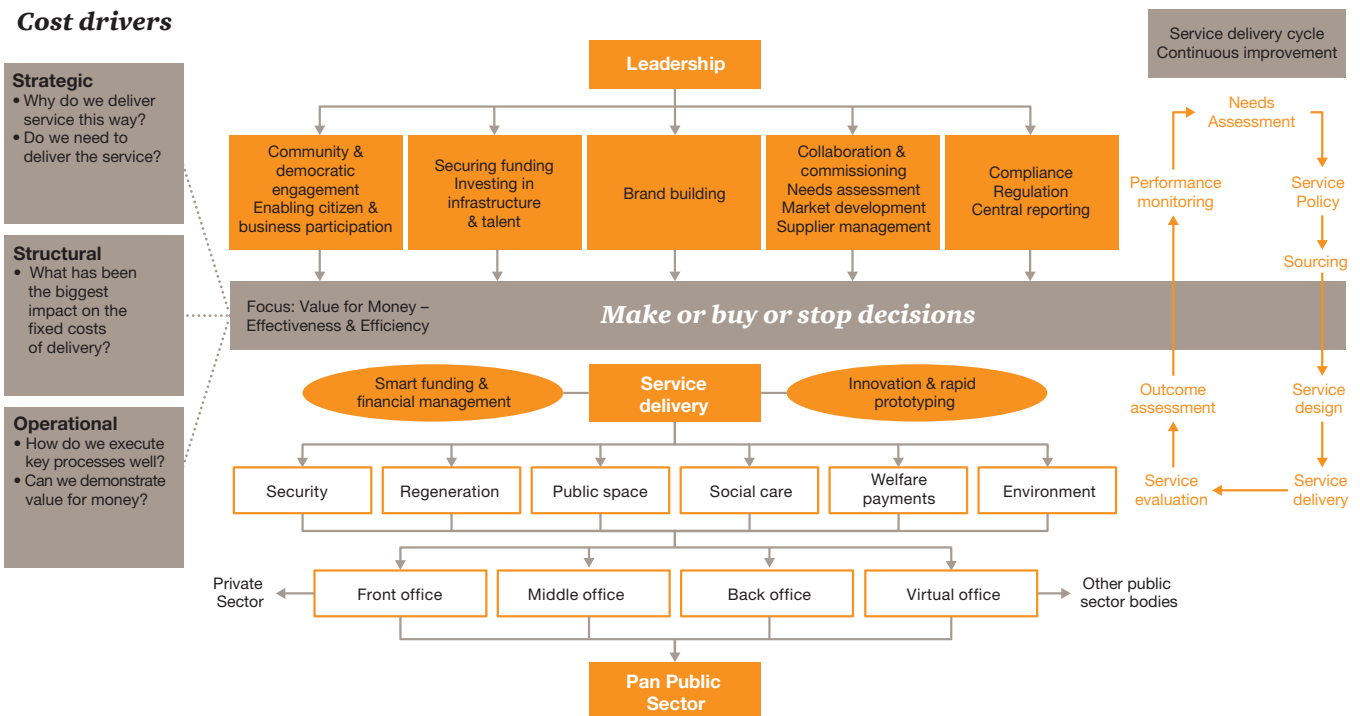 Cost drivers
Strategic
• Why do we deliver
service this way?
• Do we need to
deliver the service?
Structural
• What has been
the biggest
impact on the
fixed costs
of delivery?
Operational
• How do we execute
key processes well?
• Can we demonstrate
value for money?
Leadership
Community &
democratic
engagement
Enabling citizen &
business participation
Securing funding
Investing in
infrastructure
& talent
Brand building
Collaboration &
commissioning
Needs assessment
Market development
Supplier management
Compliance
Regulation
Central reporting
Focus: Value for Money –
Effectiveness & Efficiency
Make or buy or stop decisions
Smart funding &
financial management
Service
delivery
Innovation & rapid
prototyping
Security
Regeneration
Public space
Social care
Welfare
payments
Environment
Private
Sector
Front office
Middle office
Back office
Virtual office
Other public
sector bodies
Pan Public
Sector
Service delivery cycle
Continuous improvement
Needs
Assessment
Service
Policy
Sourcing
Service
design
Service
delivery
Service
evaluation
Outcome
assessment
Performance
monitoring